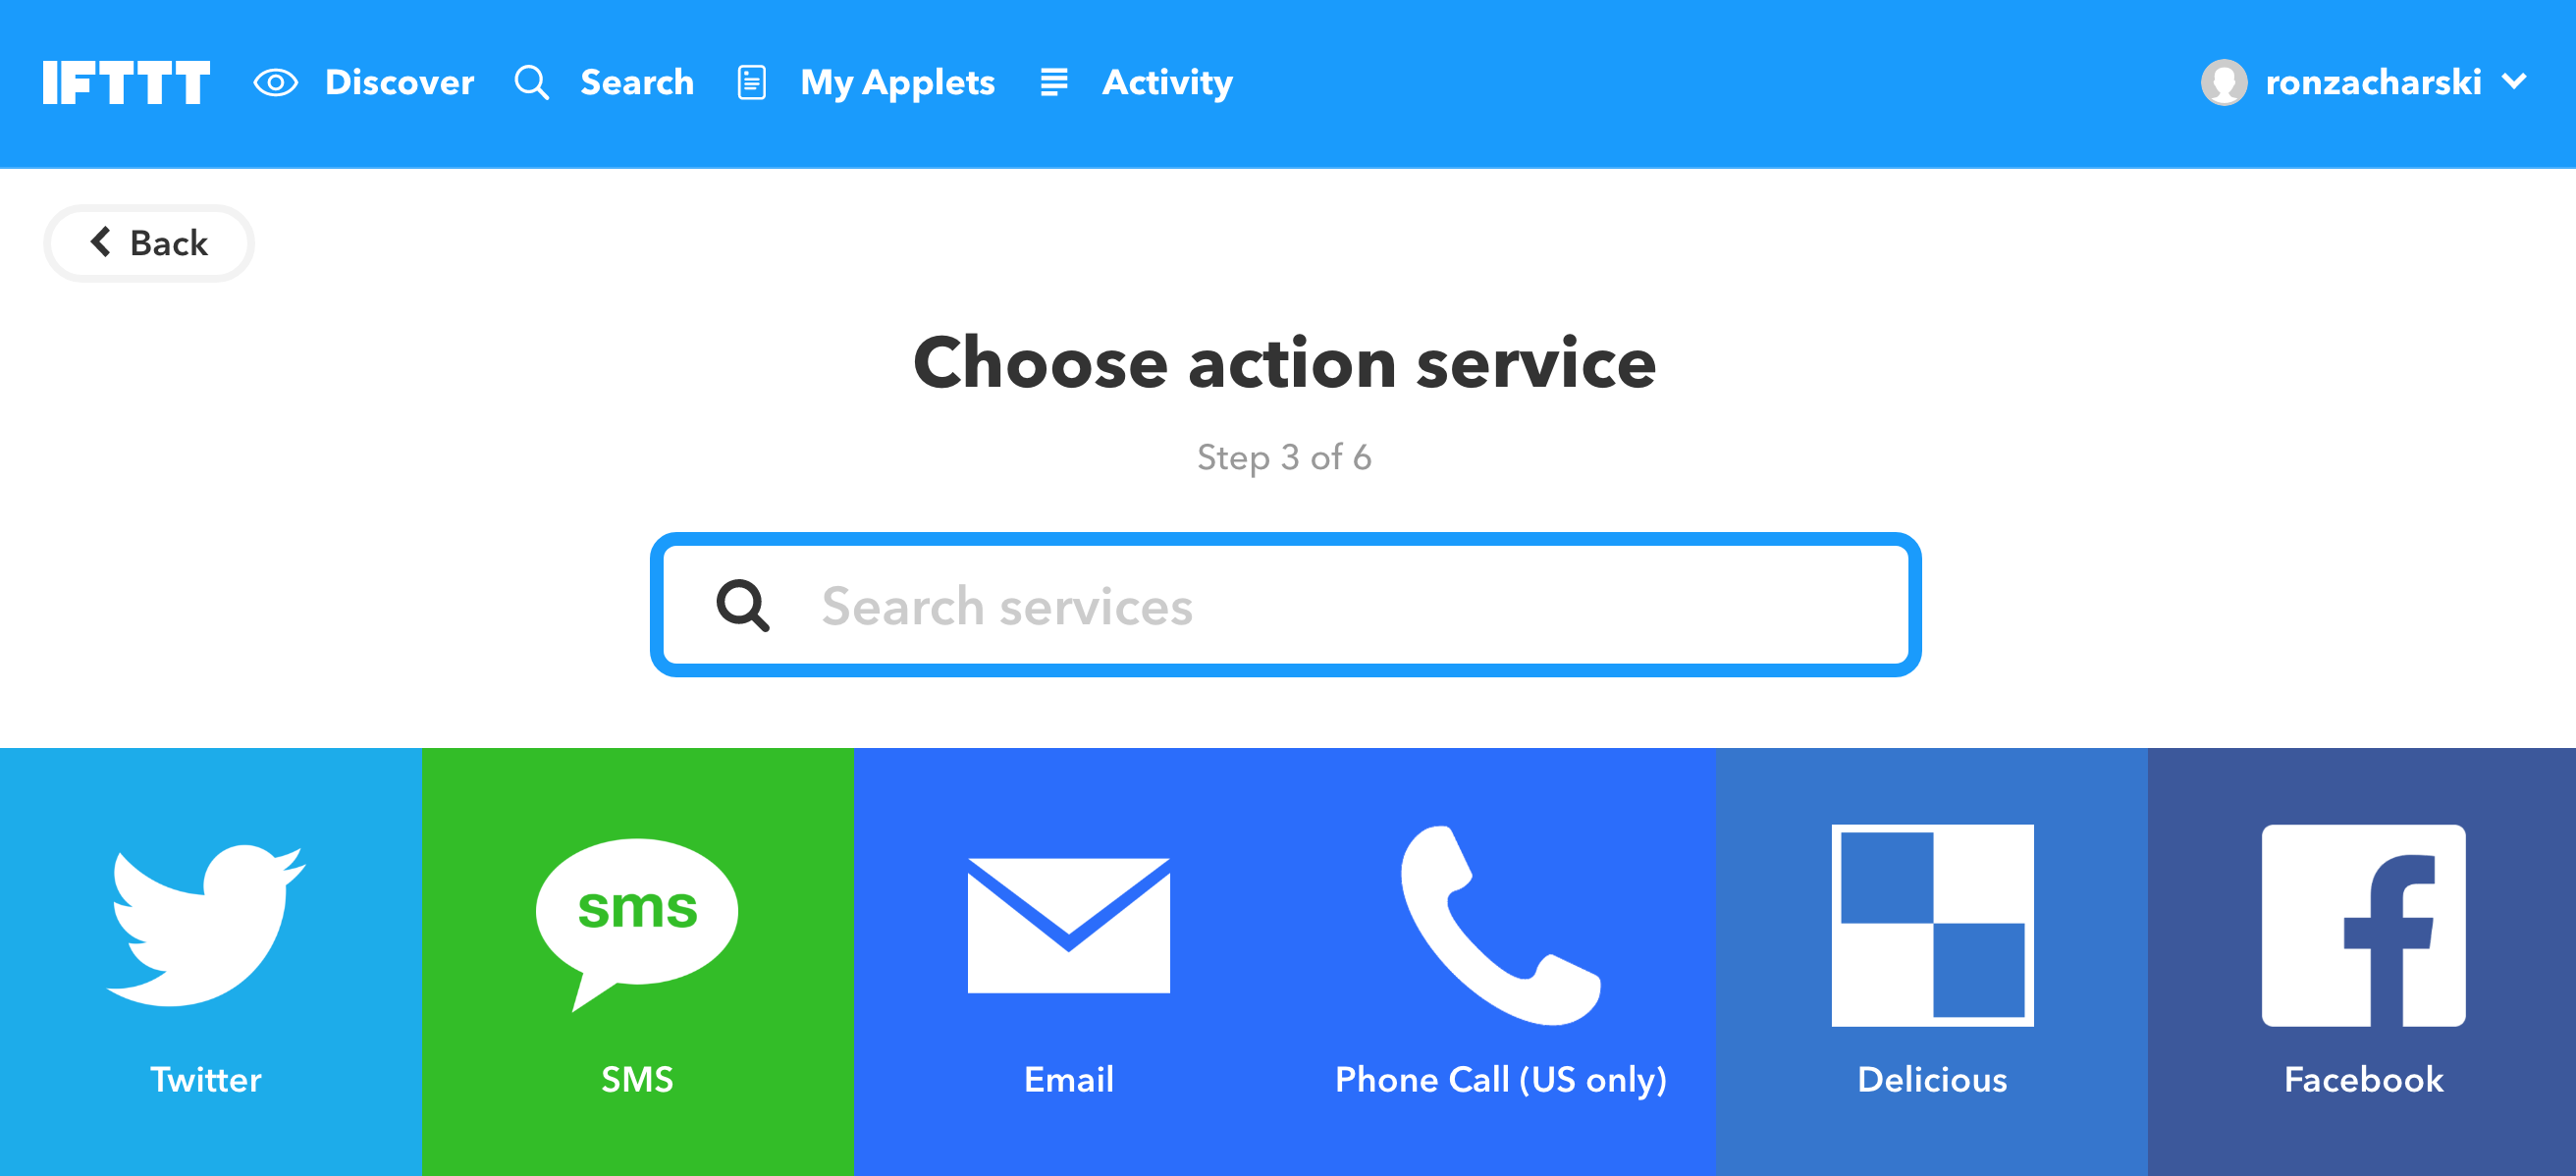 IFTTT Discover Search My Applets Activity ronzacharski
Back
Choose action service
Step 3 of 6
Search services
sms
Twitter SMS Email Phone Call (US only) Delicious Facebook